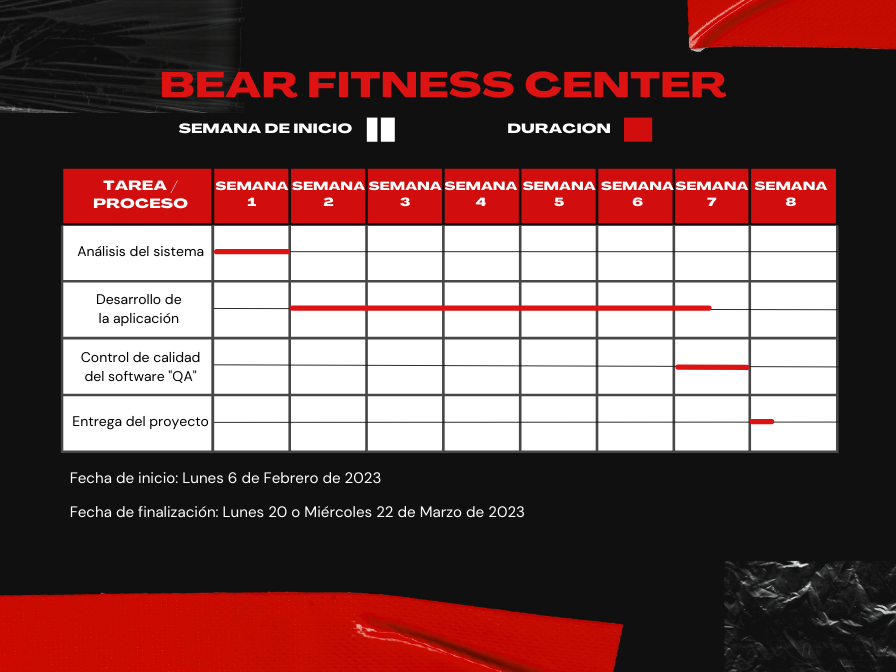 BEAR FITNESS CENTER
SEMANA DE INICIO
DURACION
TAREA / PROCESO
SEMANA 1
SEMANA 2
SEMANA 3
SEMANA 4
SEMANA 5
SEMANA 6
SEMANA 7
SEMANA 8
Análisis del sistema
Desarrollo de
la aplicación
Control de calidad
del software "QA"
Entrega del proyecto
Fecha de inicio: Lunes 6 de Febrero de 2023
Fecha de finalización: Lunes 20 o Miércoles 22 de Marzo de 2023